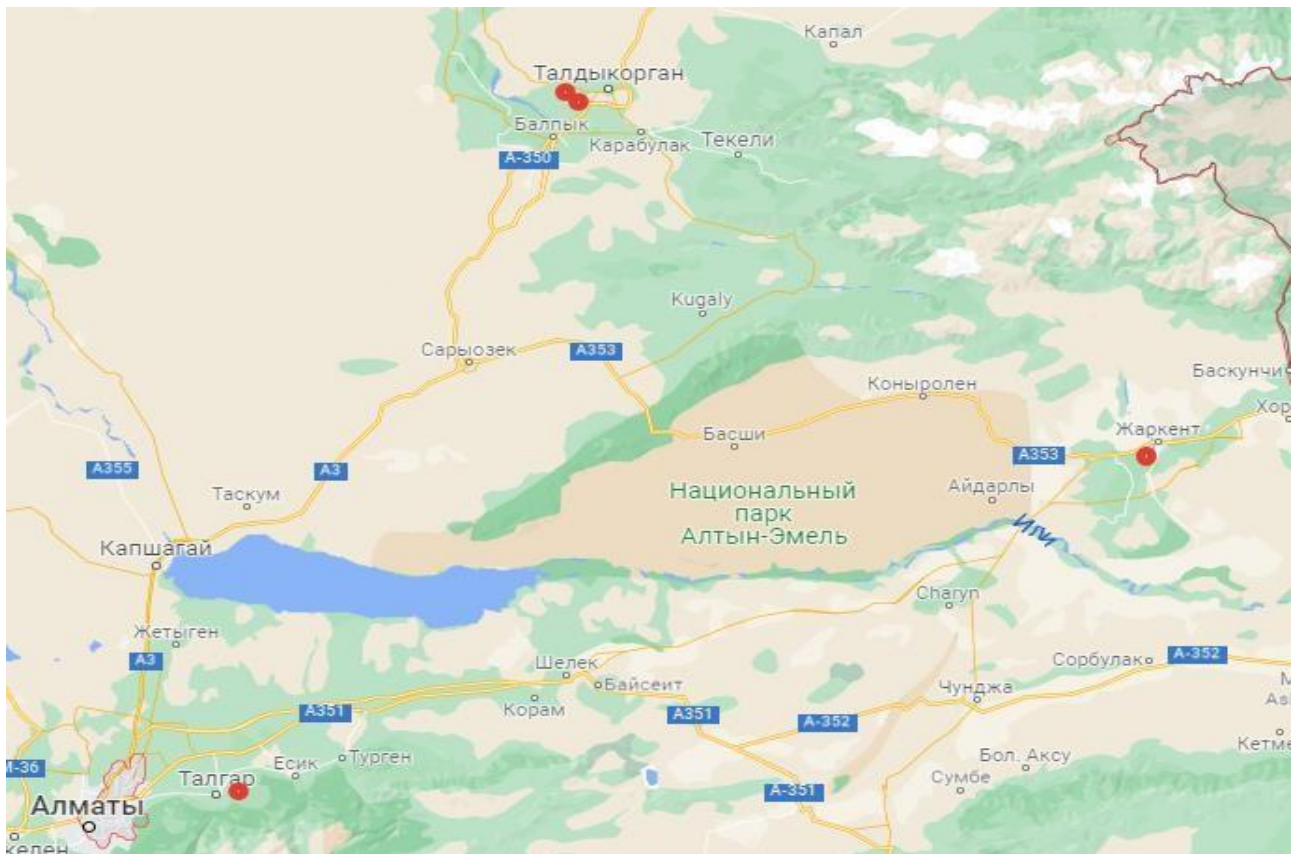 Капал
Талдыкорган
Балпык
Карабулак
Текели
А-350
Kugaly
Сарыозек
А353
Коныролен
Баскунчи
Хор
Басши
Жаркент
А355
А3
А353
Таскум
Национальный
парк
Алтын-Эмель
Айдарлы
Или
Капшагай
Charyn
Жетыген
А3
Шелек
Байсеит
Сорбулак
А-352
Корам
Чунджа
А351
А351
А-352
Кетме
Есик
Турген
Бол. Аксу
М-36
Талгар
Сумбе
А-351
Алматы
келен